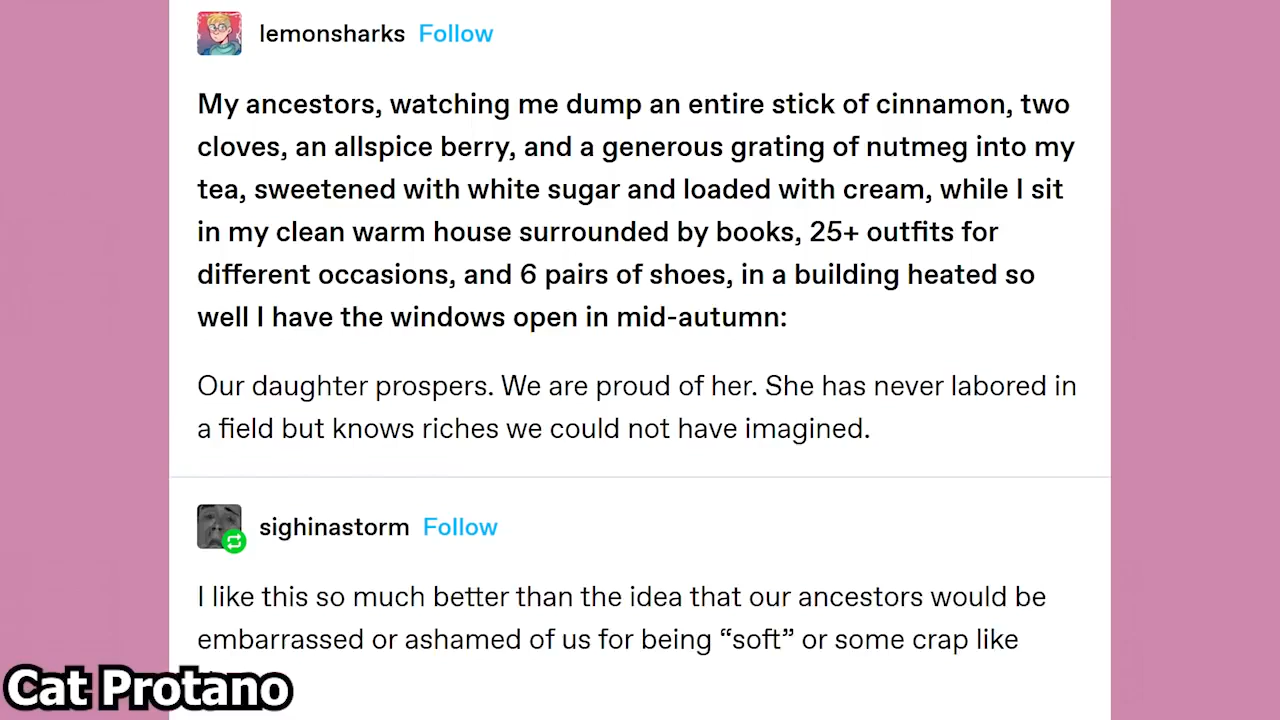 lemonsharks Follow
My ancestors, watching me dump an entire stick of cinnamon, two
cloves, an allspice berry, and a generous grating of nutmeg into my
tea, sweetened with white sugar and loaded with cream, while I sit
in my clean warm house surrounded by books, 25+ outfits for
different occasions, and 6 pairs of shoes, in a building heated so
well I have the windows open in mid-autumn:
Our daughter prospers. We are proud of her. She has never labored in
a field but knows riches we could not have imagined.
sighinastorm Follow
I like this so much better than the idea that our ancestors would be
embarrassed or ashamed of us for being “soft” or some crap like
Cat Protano